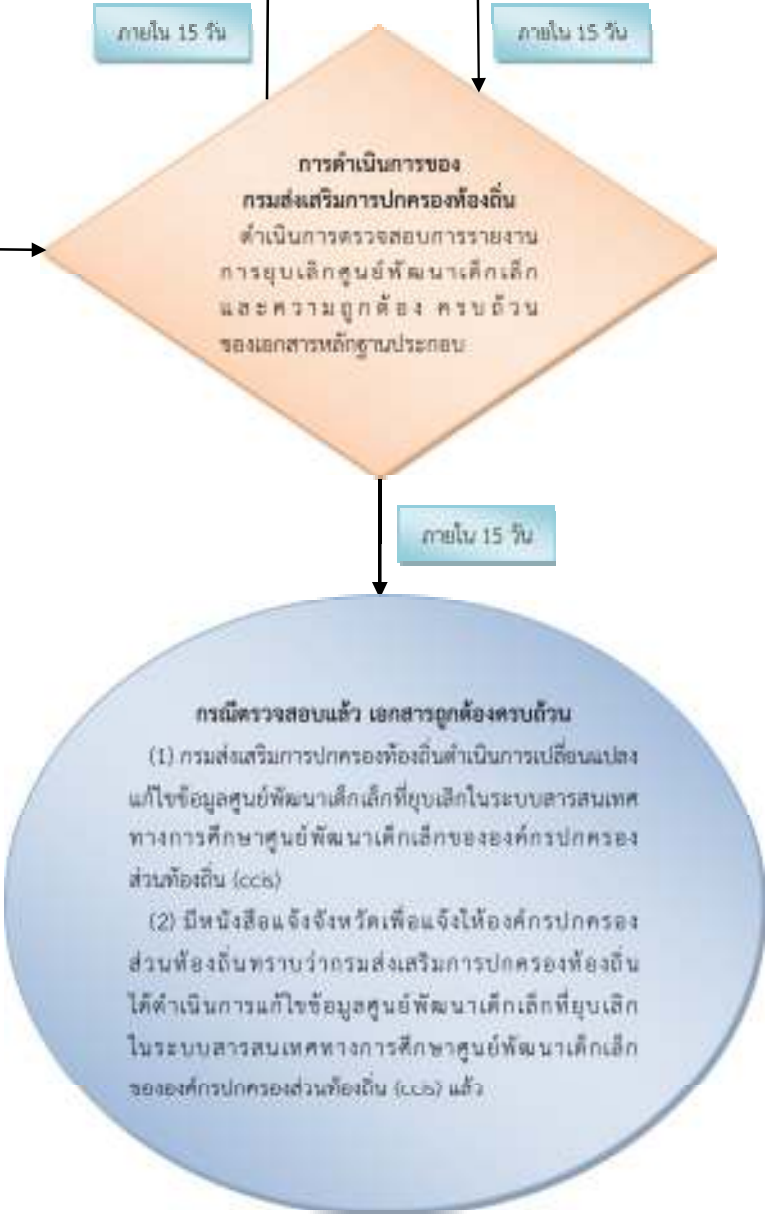 ภายใน 15 วัน
ภายใน 15 วัน
การดำเนินการของ
กรมส่งเสริมการปกครองท้องถิ่น
ดำเนินการตรวจสอบการรายงาน
การยุบเลิกศูนย์พัฒนาเด็กเล็ก
และความถูกต้อง ครบถ้วน
ของเอกสารหลักฐานประกอบ
ภายใน 15 วัน
กรณีตรวจสอบแล้ว เอกสารถูกต้องครบถ้วน
(1) กรมส่งเสริมการปกครองท้องถิ่นดำเนินการเปลี่ยนแปลง
แก้ไขข้อมูลศูนย์พัฒนาเด็กเล็กที่ยุบเลิกในระบบสารสนเทศ
ทางการศึกษาศูนย์พัฒนาเด็กเล็กขององค์กรปกครอง
ส่วนท้องถิ่น (ccis)
(2) มีหนังสือแจ้งจังหวัดเพื่อแจ้งให้องค์กรปกครอง
ส่วนท้องถิ่นทราบว่ากรมส่งเสริมการปกครองท้องถิ่น
ได้ดำเนินการแก้ไขข้อมูลศูนย์พัฒนาเด็กเล็กที่ยุบเลิก
ในระบบสารสนเทศทางการศึกษาศูนย์พัฒนาเด็กเล็ก
ขององค์กรปกครองส่วนท้องถิ่น (ccis) แล้ว